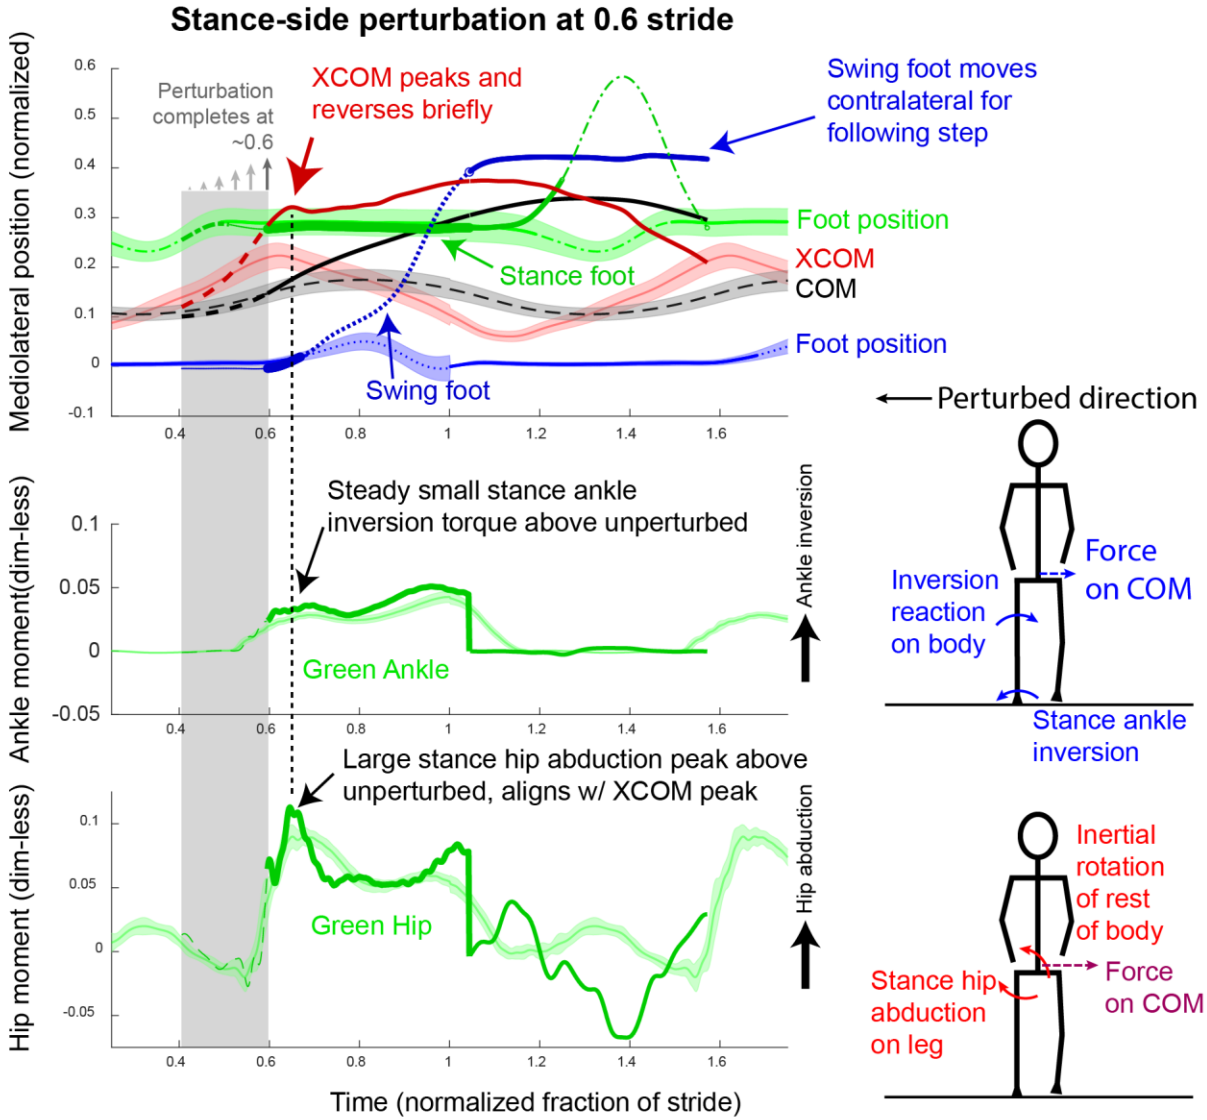 Stance-side perturbation at 0.6 stride
Mediolateral position (normalized)
0.6
0.5
0.4
0.3
0.2
0.1
0
-0.1
Perturbation
completes at
~0.6
XCOM peaks and
reverses briefly
Swing foot moves
contralateral for
following step
Stance foot
Swing foot
Foot position
XCOM
COM
Foot position
0.4
0.6
0.8
1
1.2
1.4
1.6
Ankle moment(dim-less)
0.1
0.05
0
-0.05
Steady small stance ankle
inversion torque above unperturbed
Green Ankle
Ankle inversion
0.4
0.6
0.8
1
1.2
1.4
1.6
Perturbed direction
Force
on COM
Inversion
reaction
on body
Stance ankle
inversion
Hip moment (dim-less)
0.1
0.05
0
-0.05
Large stance hip abduction peak above
unperturbed, aligns w/ XCOM peak
Green Hip
Hip abduction
0.4
0.6
0.8
1
1.2
1.4
1.6
Time (normalized fraction of stride)
Inertial
rotation
of rest
of body
Force
on COM
Stance hip
abduction
on leg